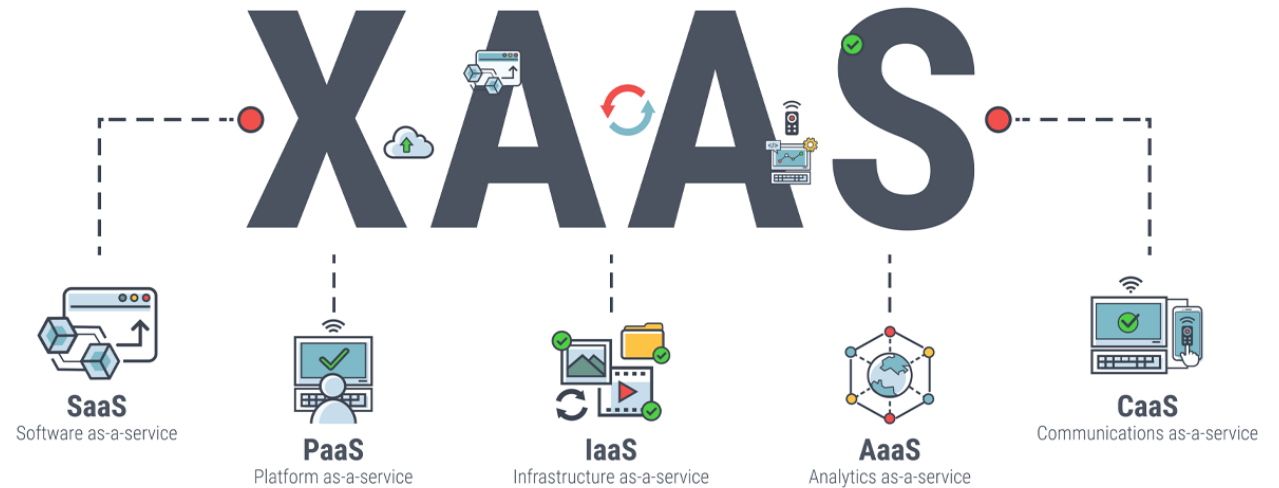 XAAS
SaaS
Software as-a-service
PaaS
Platform as-a-service
IaaS
Infrastructure as-a-service
AaaS
Analytics as-a-service
CaaS
Communications as-a-service